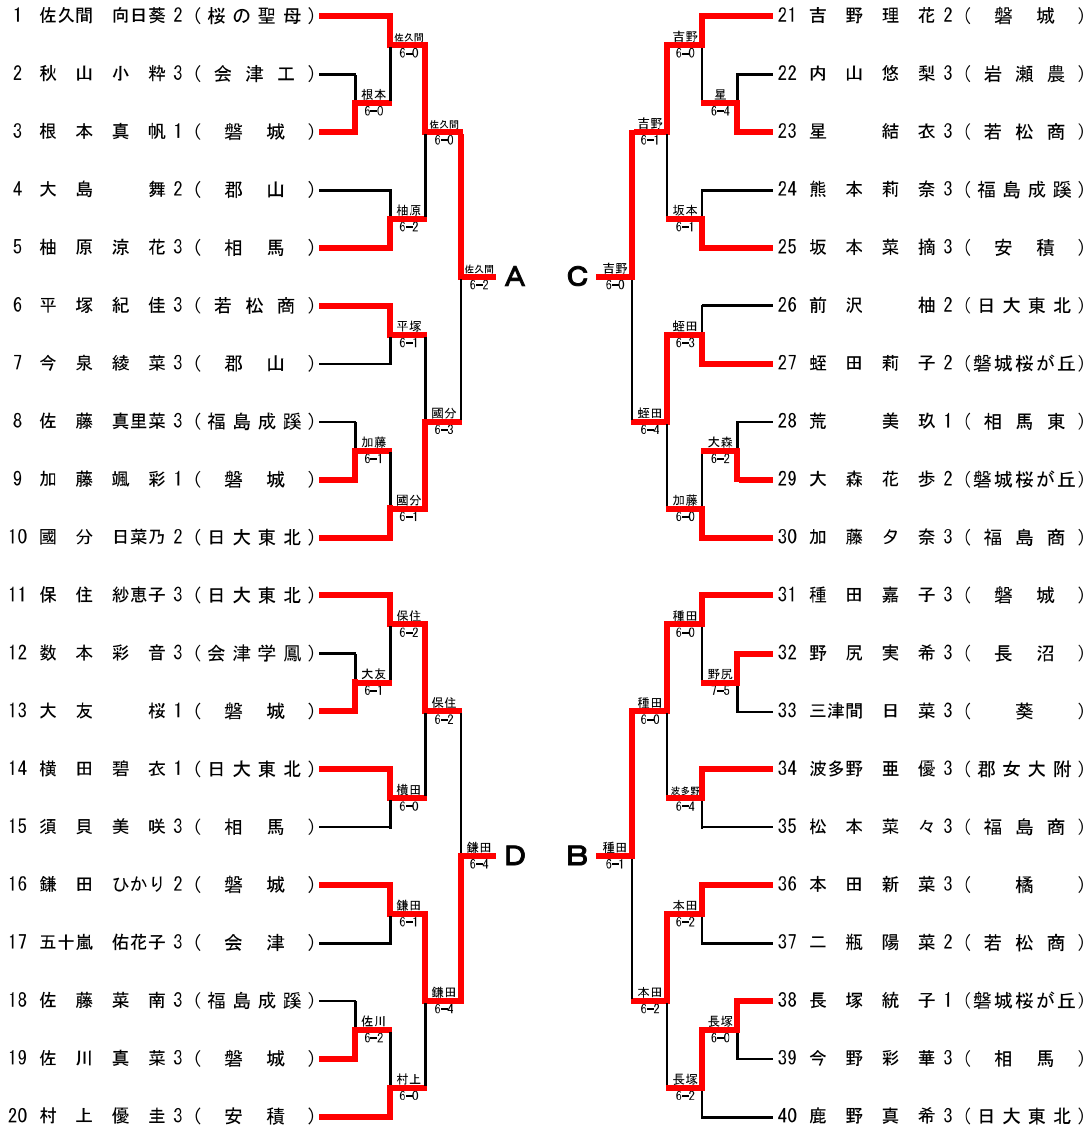 1 佐久間 向日葵 2 (桜の聖母)
佐久間
6-0
2 秋山 小粋 3 (会津工)
根本
6-0
3 根本 真帆 1 (磐城)
佐久間
6-0
4 大島 舞 2 (郡山)
柚原
6-2
5 柚原 涼花 3 (相馬)
佐久間
6-2
A
6 平塚 紀佳 3 (若松商)
平塚
6-1
7 今泉 綾菜 3 (郡山)
國分
6-3
8 佐藤 真里菜 3 (福島成蹊)
加藤
6-1
9 加藤 颯彩 1 (磐城)
國分
6-1
10 國分 日菜乃 2 (日大東北)
11 保住 紗恵子 3 (日大東北)
保住
6-2
12 数本 彩音 3 (会津学鳳)
大友
6-1
13 大友 桜 1 (磐城)
保住
6-2
14 横田 碧衣 1 (日大東北)
横田
6-0
15 須貝 美咲 3 (相馬)
鎌田
6-4
D
16 鎌田 ひかり 2 (磐城)
鎌田
6-1
17 五十嵐 佑花子 3 (会津)
鎌田
6-4
18 佐藤 菜南 3 (福島成蹊)
佐川
6-2
19 佐川 真菜 3 (磐城)
村上
6-0
20 村上 優圭 3 (安積)
21 吉野 理花 2 (磐城)
吉野
6-0
22 内山 悠梨 3 (岩瀬農)
星
6-4
23 星 結衣 3 (若松商)
吉野
6-1
24 熊本 莉奈 3 (福島成蹊)
坂本
6-1
25 坂本 菜摘 3 (安積)
C
吉野
6-0
26 前沢 柚 2 (日大東北)
蛭田
6-3
27 蛭田 莉子 2 (磐城桜が丘)
蛭田
6-4
28 荒 美玖 1 (相馬東)
大森
6-2
29 大森 花歩 2 (磐城桜が丘)
加藤
6-0
30 加藤 夕奈 3 (福島商)
31 種田 嘉子 3 (磐城)
種田
6-0
32 野尻 実希 3 (長沼)
野尻
7-5
33 三津間 日菜 3 (葵)
種田
6-0
34 波多野 亜優 3 (郡女大附)
波多野
6-4
35 松本 菜々 3 (福島商)
B
種田
6-1
36 本田 新菜 3 (橘)
本田
6-2
37 二瓶 陽菜 2 (若松商)
本田
6-2
38 長塚 統子 1 (磐城桜が丘)
長塚
6-0
39 今野 彩華 3 (相馬)
長塚
6-2
40 鹿野 真希 3 (日大東北)